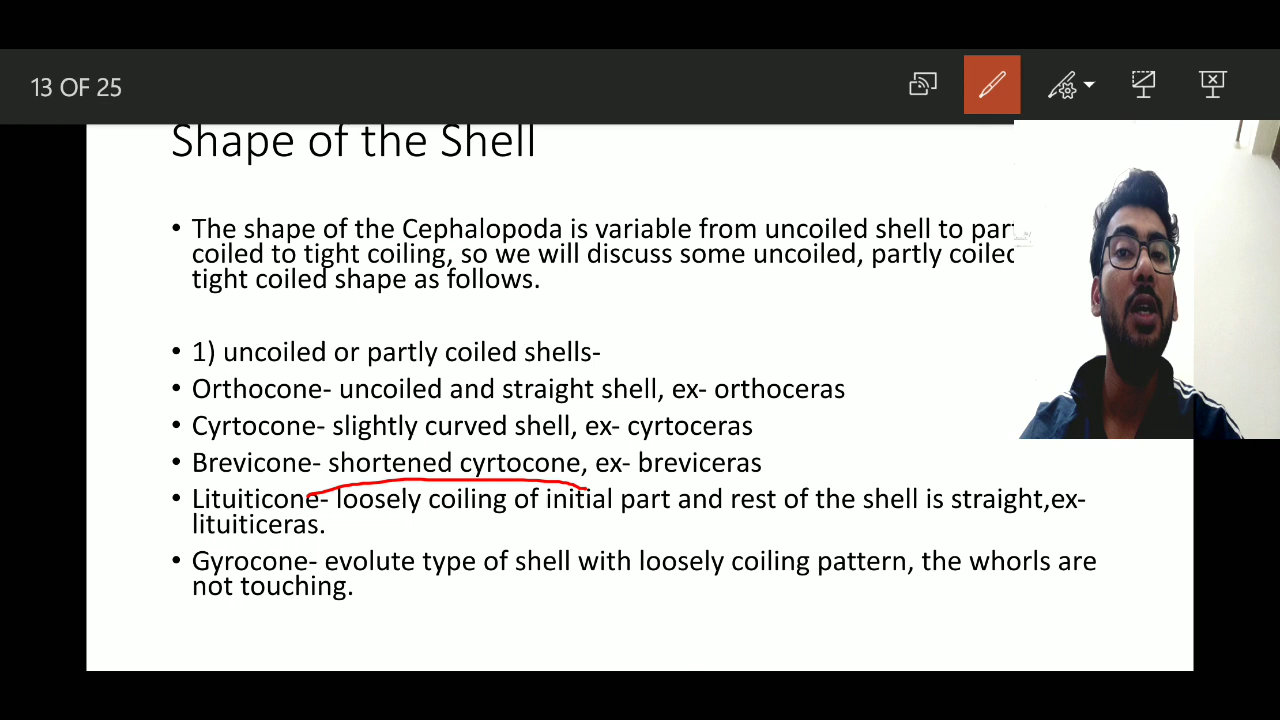 13 OF 25
Shape of the Shell
• The shape of the Cephalopoda is variable from uncoiled shell to
coiled to tight coiling, so we will discuss some uncoiled, partly
tight coiled shape as follows.
• 1) uncoiled or partly coiled shells-
• Orthocone- uncoiled and straight shell, ex- orthoceras
• Cyrtocone- slightly curved shell, ex- cyrtoceras
• Brevicone- shortened cyrtocone, ex- breviceras
• Lituiticone- loosely coiling of initial part and rest of the shell is straight,ex-
lituiticeras.
• Gyrocone- evolute type of shell with loosely coiling pattern, the whorls are
not touching.